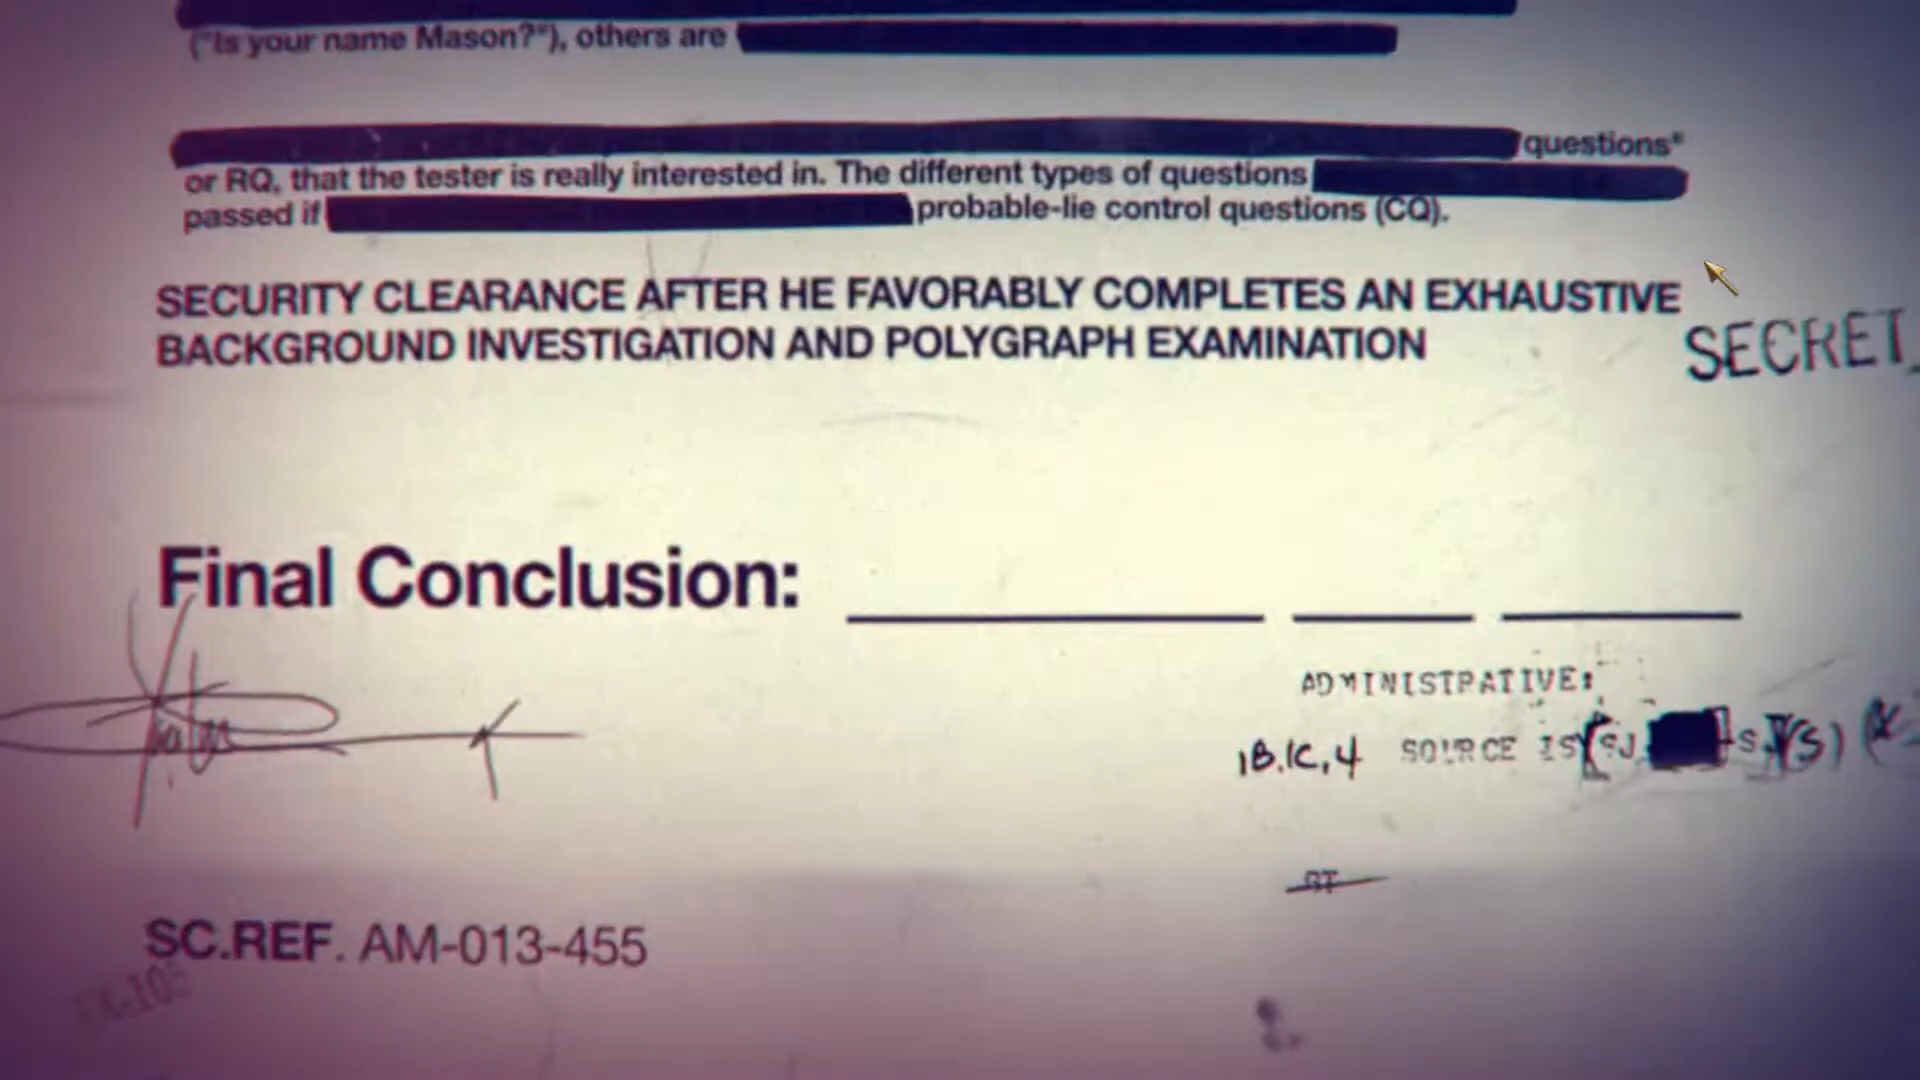 ("Is your name Mason?"), others are
questions"
or RQ, that the tester is really interested in. The different types of questions
passed if probable-lie control questions (CQ).
SECURITY CLEARANCE AFTER HE FAVORABLY COMPLETES AN EXHAUSTIVE
BACKGROUND INVESTIGATION AND POLYGRAPH EXAMINATION
SECRET
Final Conclusion:
ADMINISTRATIVE:
1B.1C,4 SOURCE IS
SC.REF. AM-013-455